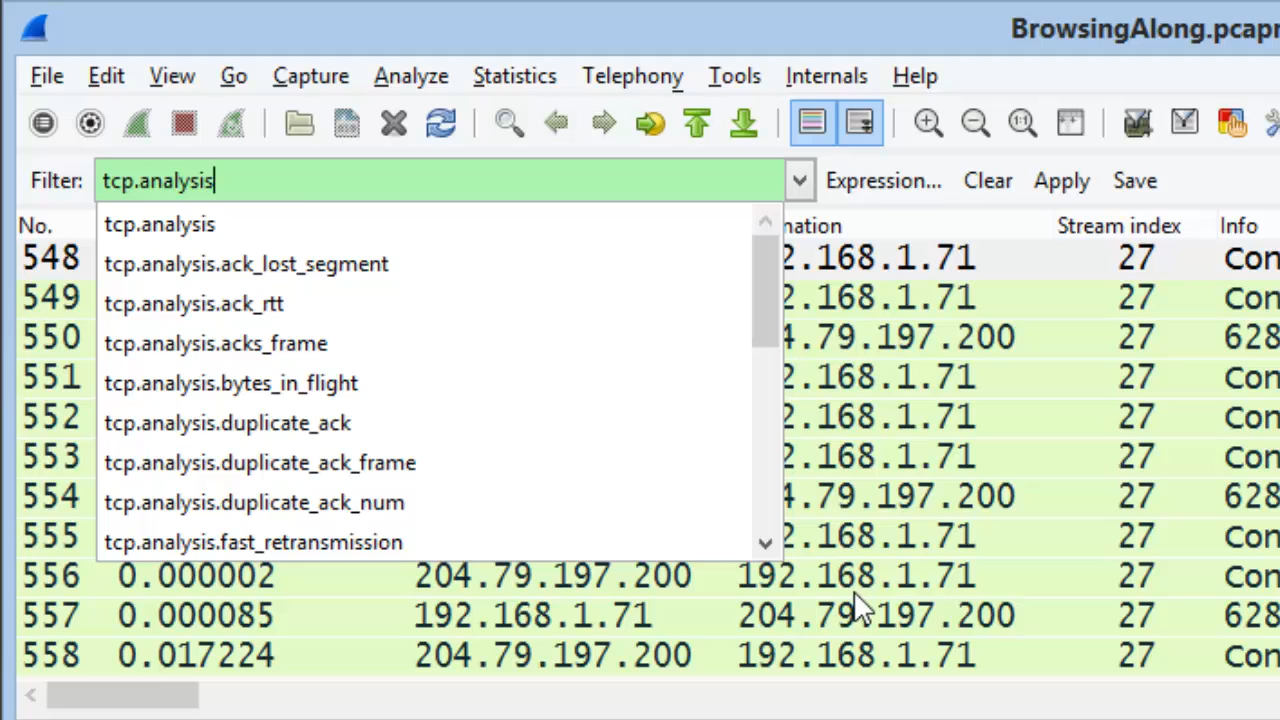 BrowsingAlong.pcapn
File Edit View Go Capture Analyze Statistics Telephony Tools Internals Help
Filter: tcp.analysis Expression... Clear Apply Save
No. nation Stream index Info
tcp.analysis
548 2.168.1.71 27 Con
tcp.analysis.ack_lost_segment
549 2.168.1.71 27 Con
tcp.analysis.ack_rtt
550 4.79.197.200 27 628
tcp.analysis.acks_frame
551 2.168.1.71 27 Con
tcp.analysis.bytes_in_flight
552 2.168.1.71 27 Con
tcp.analysis.duplicate_ack
553 2.168.1.71 27 Con
tcp.analysis.duplicate_ack_frame
554 4.79.197.200 27 628
tcp.analysis.duplicate_ack_num
555 2.168.1.71 27 Con
tcp.analysis.fast_retransmission
556 0.000002 204.79.197.200 192.168.1.71 27 Con
557 0.000085 192.168.1.71 204.79.197.200 27 628
558 0.017224 204.79.197.200 192.168.1.71 27 Con